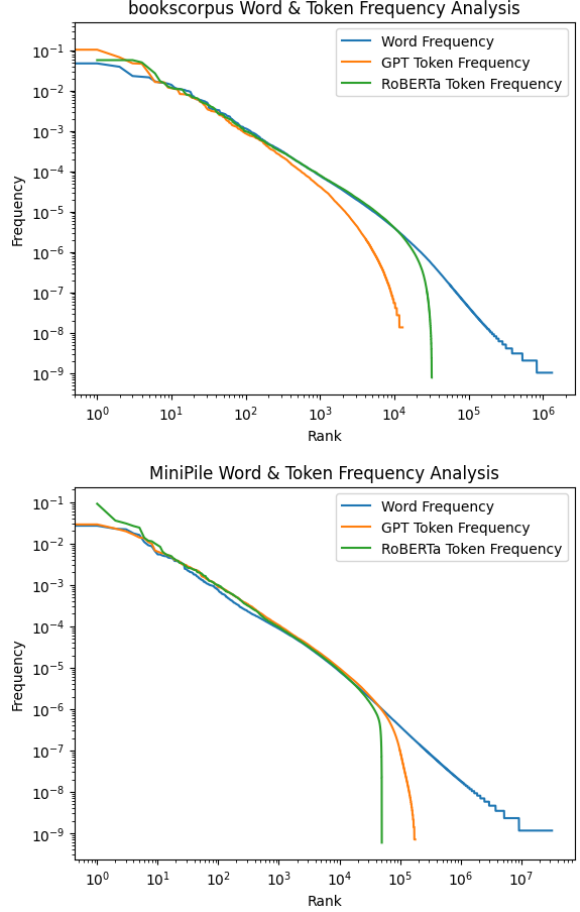 bookscorpus Word & Token Frequency Analysis
Word Frequency
GPT Token Frequency
RoBERTa Token Frequency
10⁻¹
10⁻²
10⁻³
10⁻⁴
10⁻⁵
10⁻⁶
10⁻⁷
10⁻⁸
10⁻⁹
Frequency
10⁰ 10¹ 10² 10³ 10⁴ 10⁵ 10⁶
Rank
MiniPile Word & Token Frequency Analysis
Word Frequency
GPT Token Frequency
RoBERTa Token Frequency
10⁻¹
10⁻²
10⁻³
10⁻⁴
10⁻⁵
10⁻⁶
10⁻⁷
10⁻⁸
10⁻⁹
Frequency
10⁰ 10¹ 10² 10³ 10⁴ 10⁵ 10⁶ 10⁷
Rank